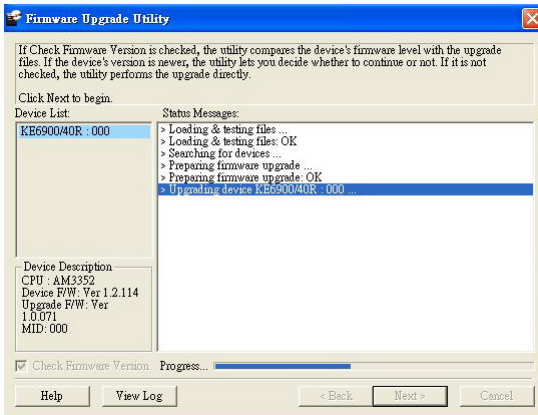 Firmware Upgrade Utility
If Check Firmware Version is checked, the utility compares the device's firmware level with the upgrade
files. If the device's version is newer, the utility lets you decide whether to continue or not. If it is not
checked, the utility performs the upgrade directly.
Click Next to begin.
Device List:
KE6900/40R : 000
Status Messages:
> Loading & testing files ...
> Loading & testing files: OK
> Searching for devices ...
> Preparing firmware upgrade ...
> Preparing firmware upgrade: OK
> Upgrading device KE6900/40R : 000 ...
Device Description
CPU : AM3352
Device F/W: Ver 1.2.114
Upgrade F/W: Ver
1.0.071
MID: 000
Check Firmware Version
Progress...
Help
View Log
< Back
Next >
Cancel